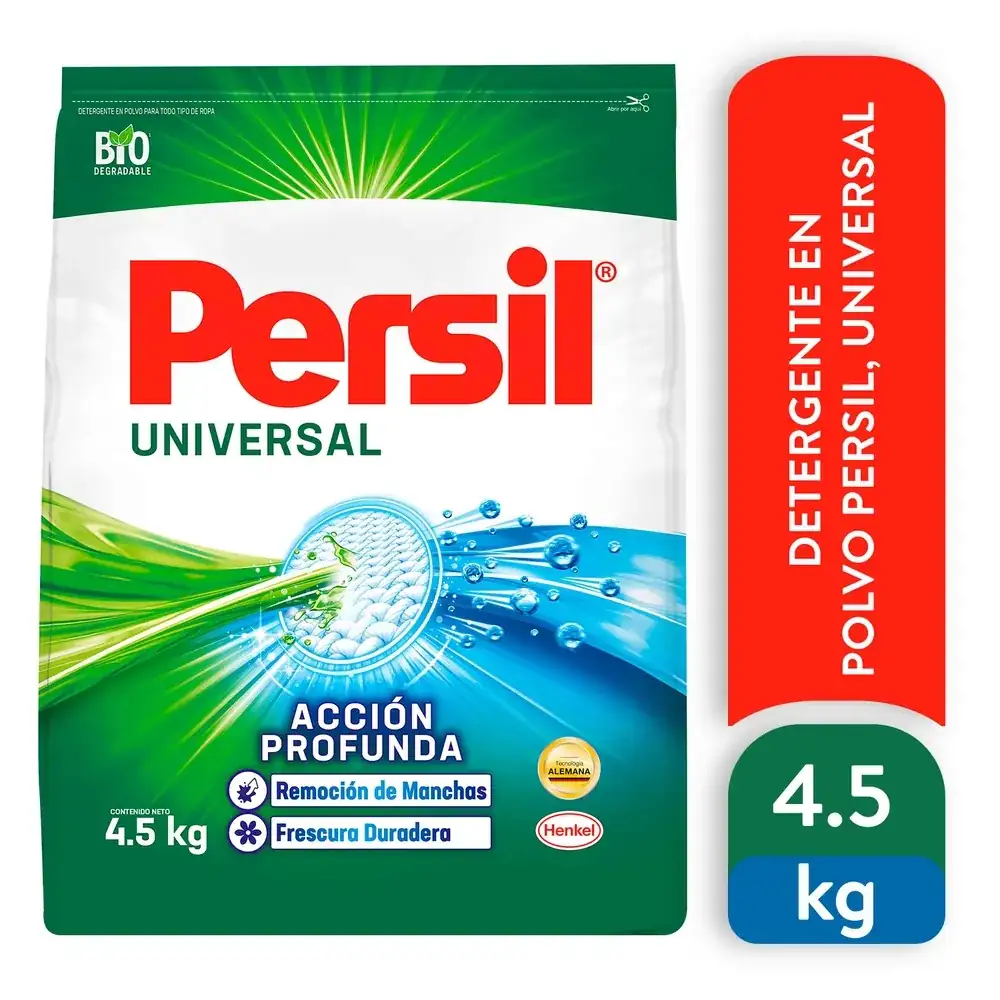 DETERGENTE EN POLVO PARA TODO TIPO DE ROPA
Abrir por aquí
BIO
DEGRADABLE
Persil®
UNIVERSAL
ACCIÓN
PROFUNDA
Remoción de Manchas
Frescura Duradera
CONTENIDO NETO
4.5 kg
Tecnología
ALEMANA
Henkel
DETERGENTE EN
POLVO PERSIL, UNIVERSAL
4.5
kg